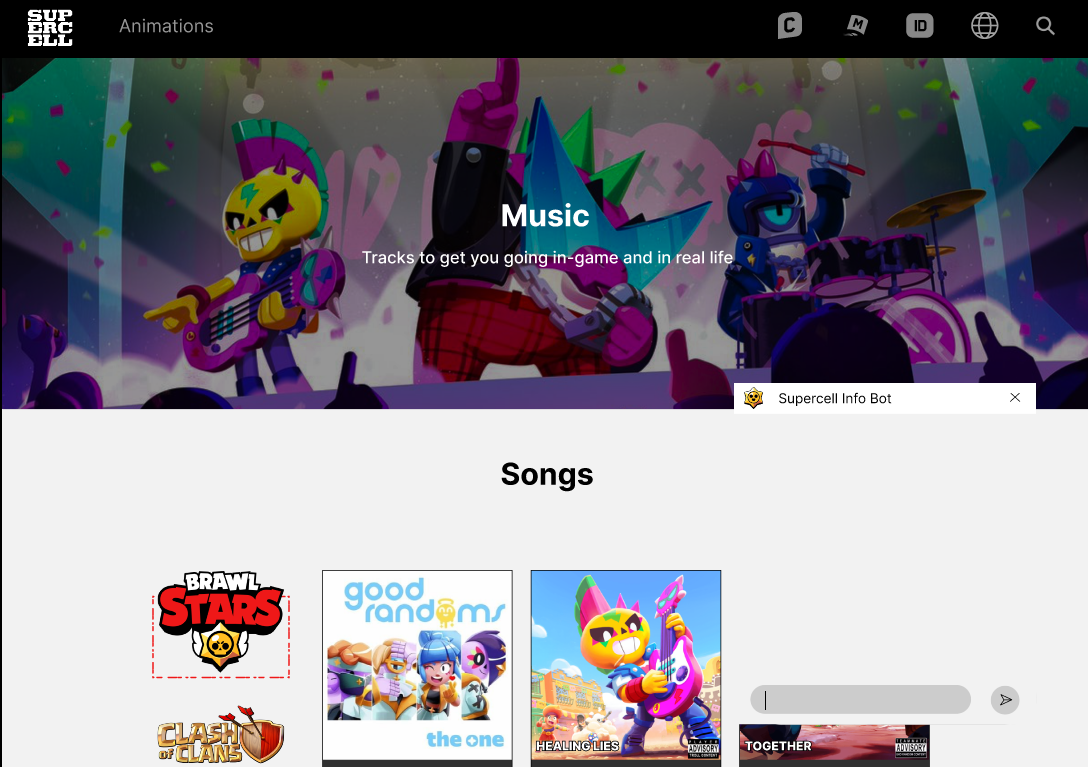 SUP
ERC
ELL
Animations
C
M
ID
Music
Tracks to get you going in-game and in real life
Supercell Info Bot
Songs
BRAWL
STARS
good
randoms
the one
HEALING LIES
ADVISORY
CLASH
OF CLANS
TOGETHER
ADVISORY